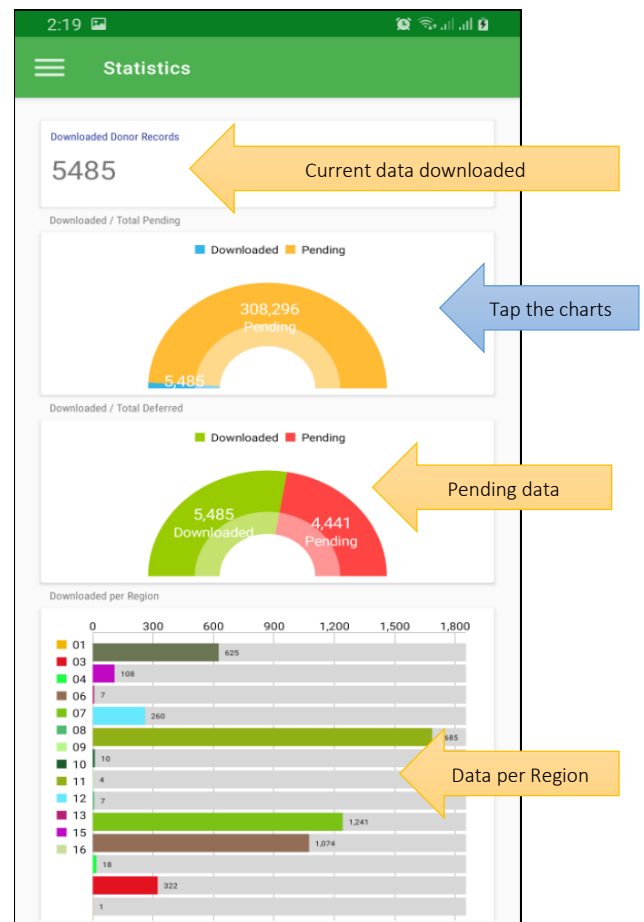 2:19
Statistics
Downloaded Donor Records
5485
Current data downloaded
Downloaded / Total Pending
Downloaded Pending
308,296
Pending
5,485
Tap the charts
Downloaded / Total Deferred
Downloaded Pending
5,485
Downloaded
4,441
Pending
Pending data
Downloaded per Region
0 300 600 900 1,200 1,500 1,800
01
03
04
06
07
08
09
10
11
12
13
15
16
625
108
7
260
685
10
4
7
1,241
1,074
18
322
1
Data per Region